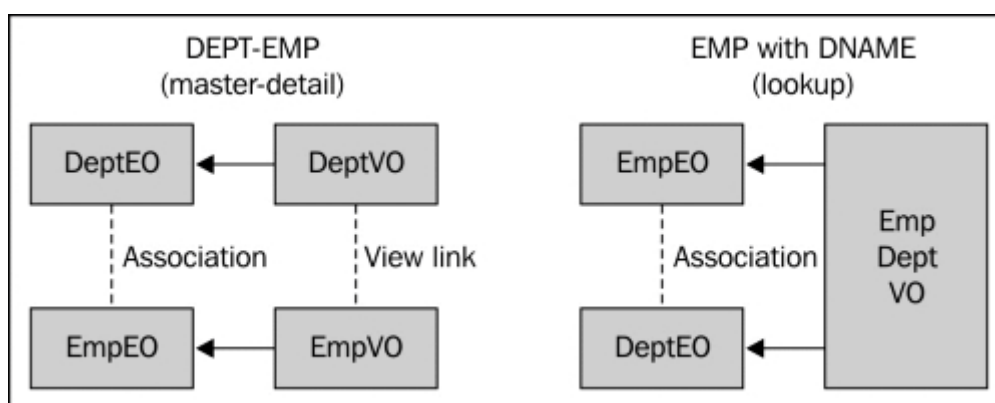 DEPT-EMP
(master-detail)
DeptEO
DeptVO
Association
View link
EmpEO
EmpVO
EMP with DNAME
(lookup)
EmpEO
Association
DeptEO
Emp
Dept
VO